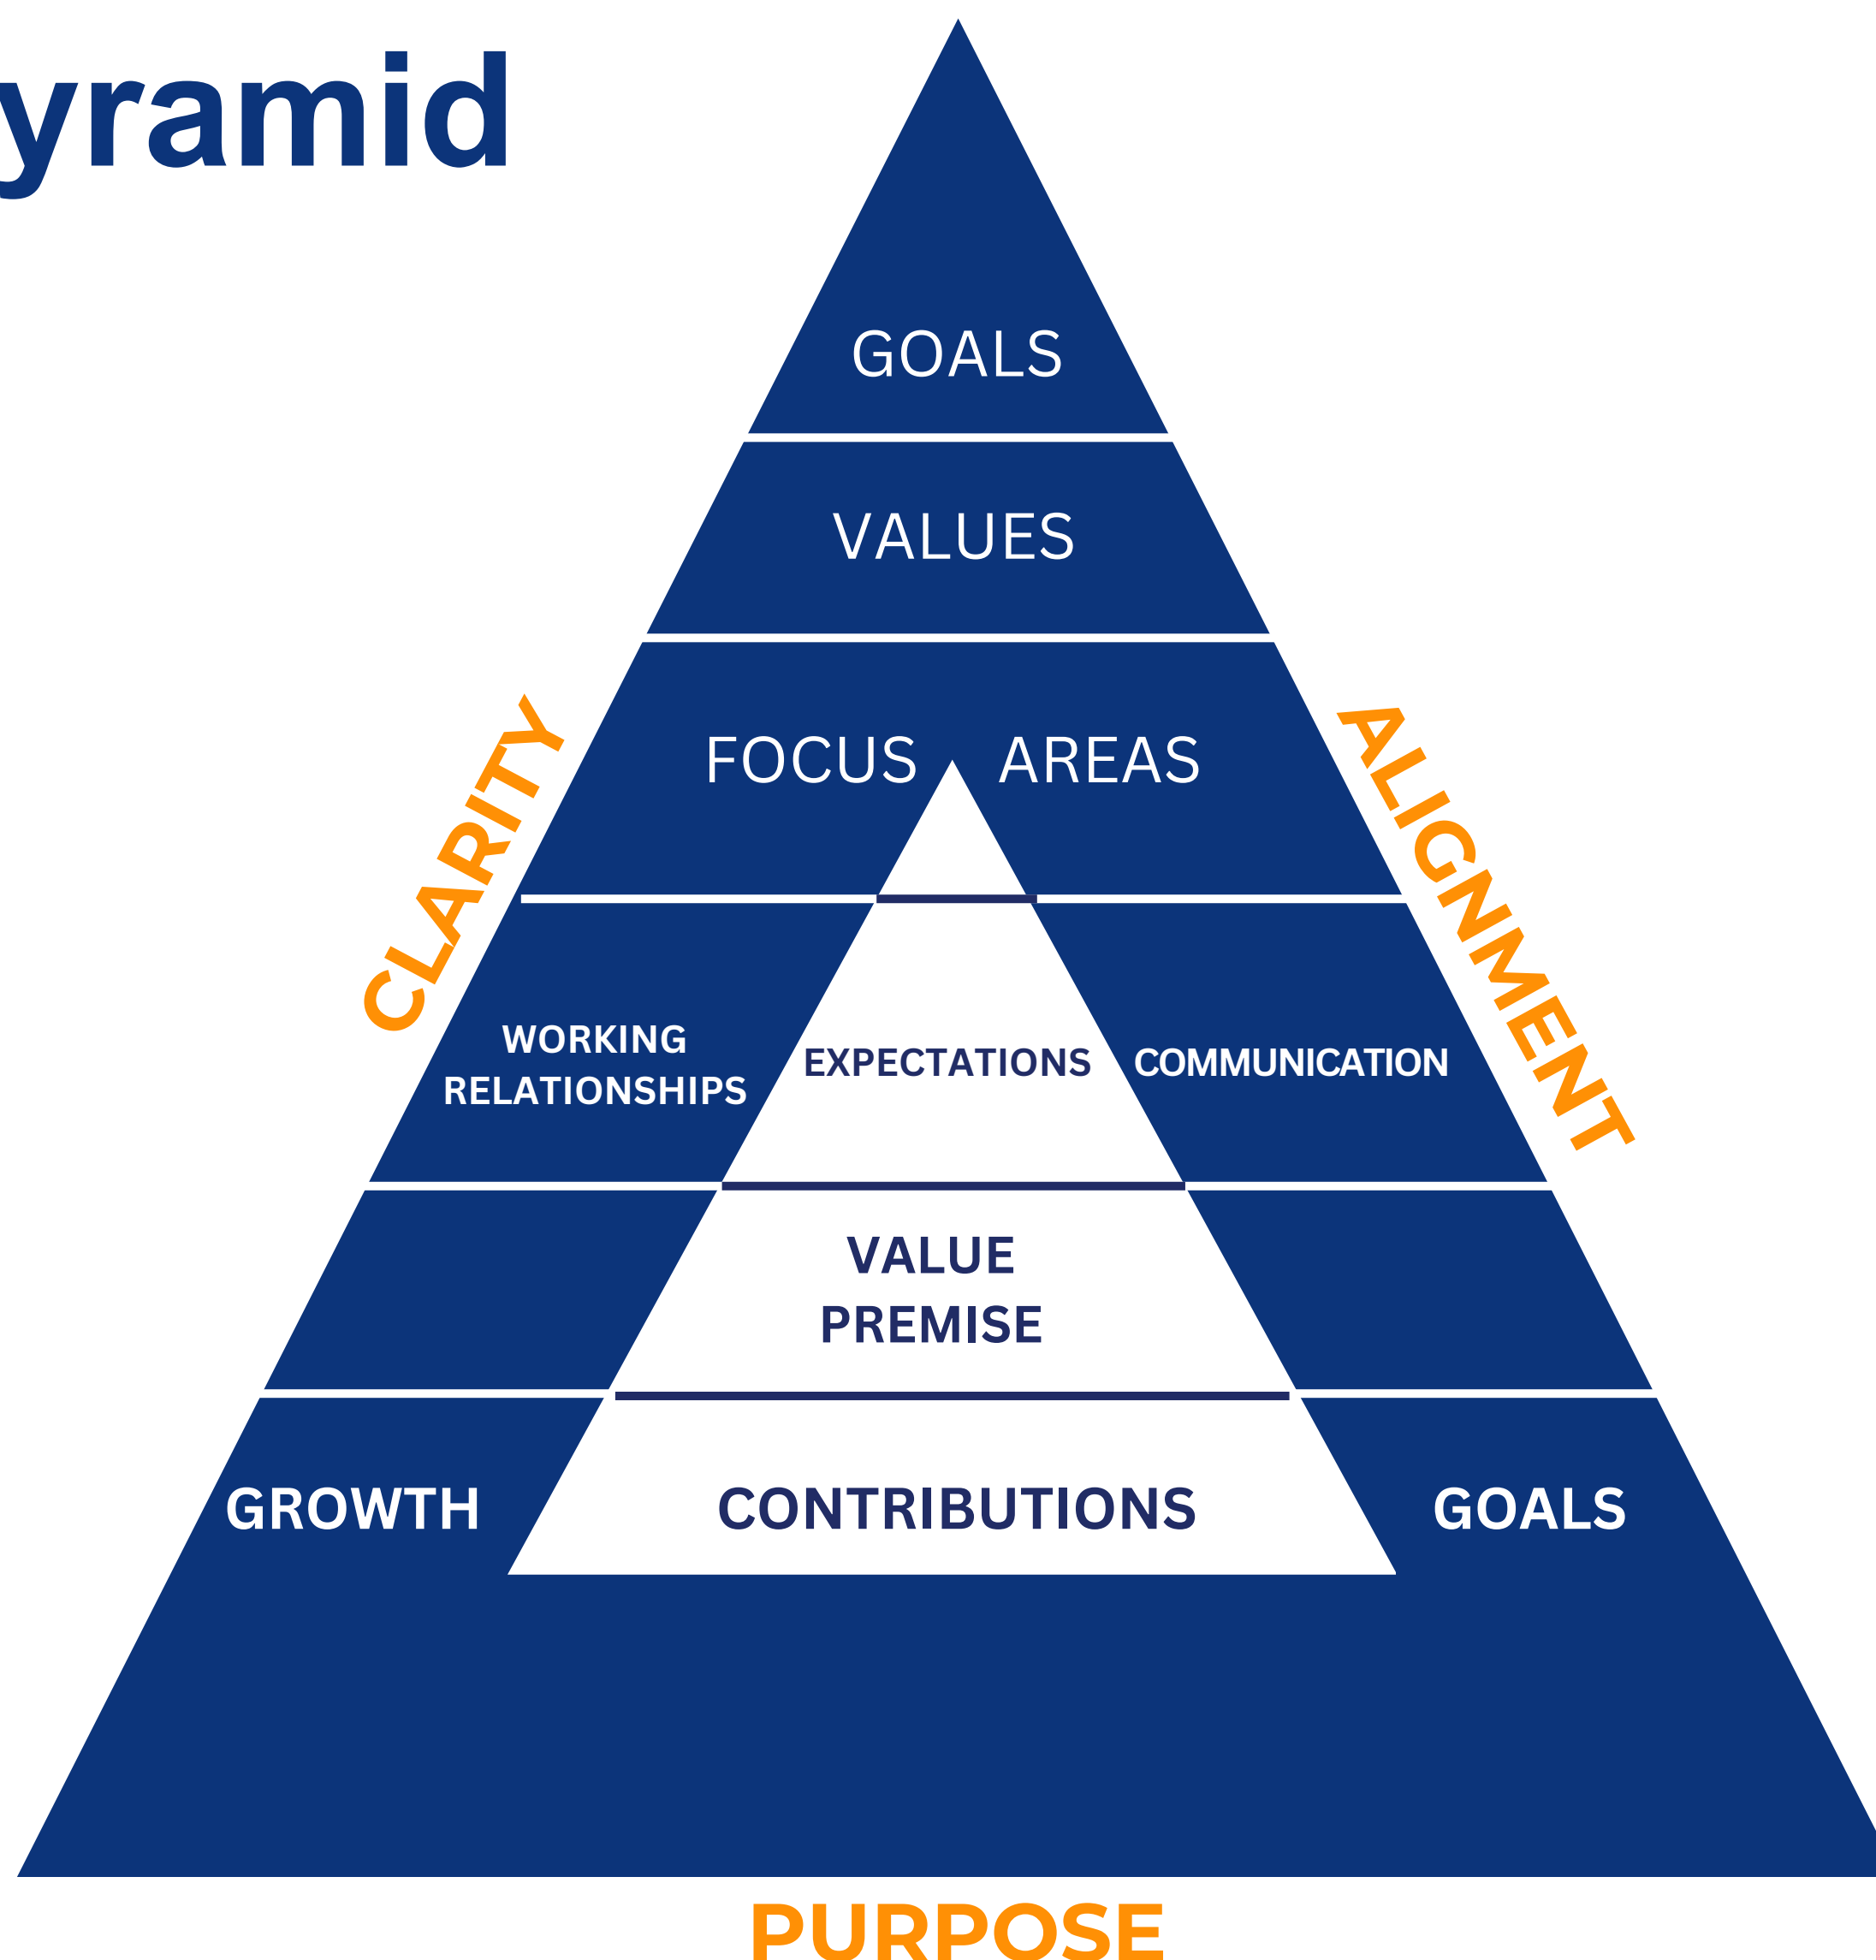 yramid
GOALS
VALUES
FOCUS AREAS
CLARITY
ALIGNMENT
WORKING
RELATIONSHIPS
EXPECTATIONS
COMMUNICATION
VALUE
PREMISE
GROWTH
CONTRIBUTIONS
GOALS
PURPOSE